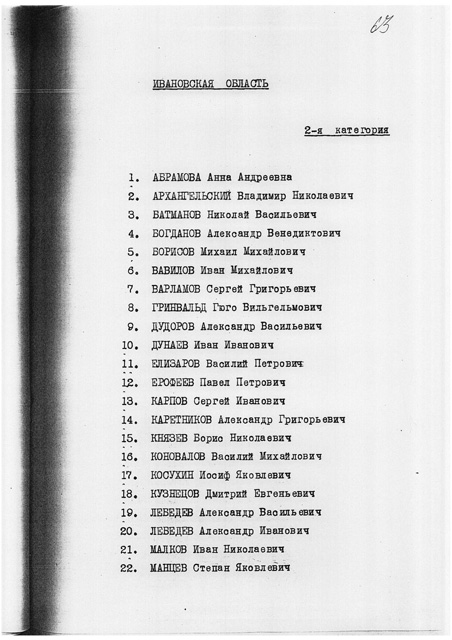 63
ИВАНОВСКАЯ ОБЛАСТЬ
2-я категория
1. АБРАМОВА Анна Андреевна
2. АРХАНГЕЛЬСКИЙ Владимир Николаевич
3. ВАТМАНОВ Николай Васильевич
4. БОГДАНОВ Александр Венедиктович
5. БОРИСОВ Михаил Михайлович
6. ВАВИЛОВ Иван Михайлович
7. ВАРЛАМОВ Сергей Григорьевич
8. ГРИНВАЛЬД Гюго Вильгельмович
9. ДУДОРОВ Александр Васильевич
10. ДУНАЕВ Иван Иванович
11. ЕЛИЗАРОВ Василий Петрович
12. ЕРОФЕЕВ Павел Петрович
13. КАРПОВ Сергей Иванович
14. КАРЕТНИКОВ Александр Григорьевич
15. КНЯЗЕВ Борис Николаевич
16. КОНОВАЛОВ Василий Михайлович
17. КОСУХИН Иосиф Яковлевич
18. КУЗНЕЦОВ Дмитрий Евгеньевич
19. ЛЕБЕДЕВ Александр Васильевич
20. ЛЕБЕДЕВ Александр Иванович
21. МАЛКОВ Иван Николаевич
22. МАНЦЕВ Степан Яковлевич